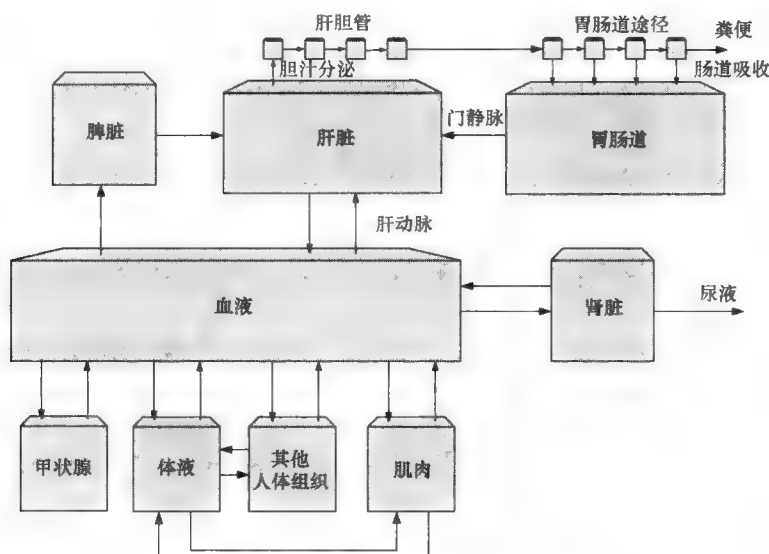 肝胆管
胃肠道途径
粪便
胆汁分泌
肠道吸收
脾脏
肝脏
门静脉
胃肠道
肝动脉
血液
肾脏
尿液
甲状腺
体液
其他
人体组织
肌肉